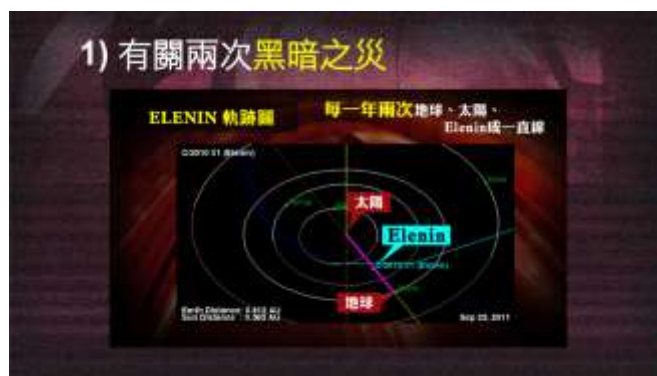 1) 有關兩次黑暗之災
ELENIN 軌跡圖
每一年兩次地球、太陽、
Elenin成一直線
太陽
Elenin
地球
Sep 23, 2011